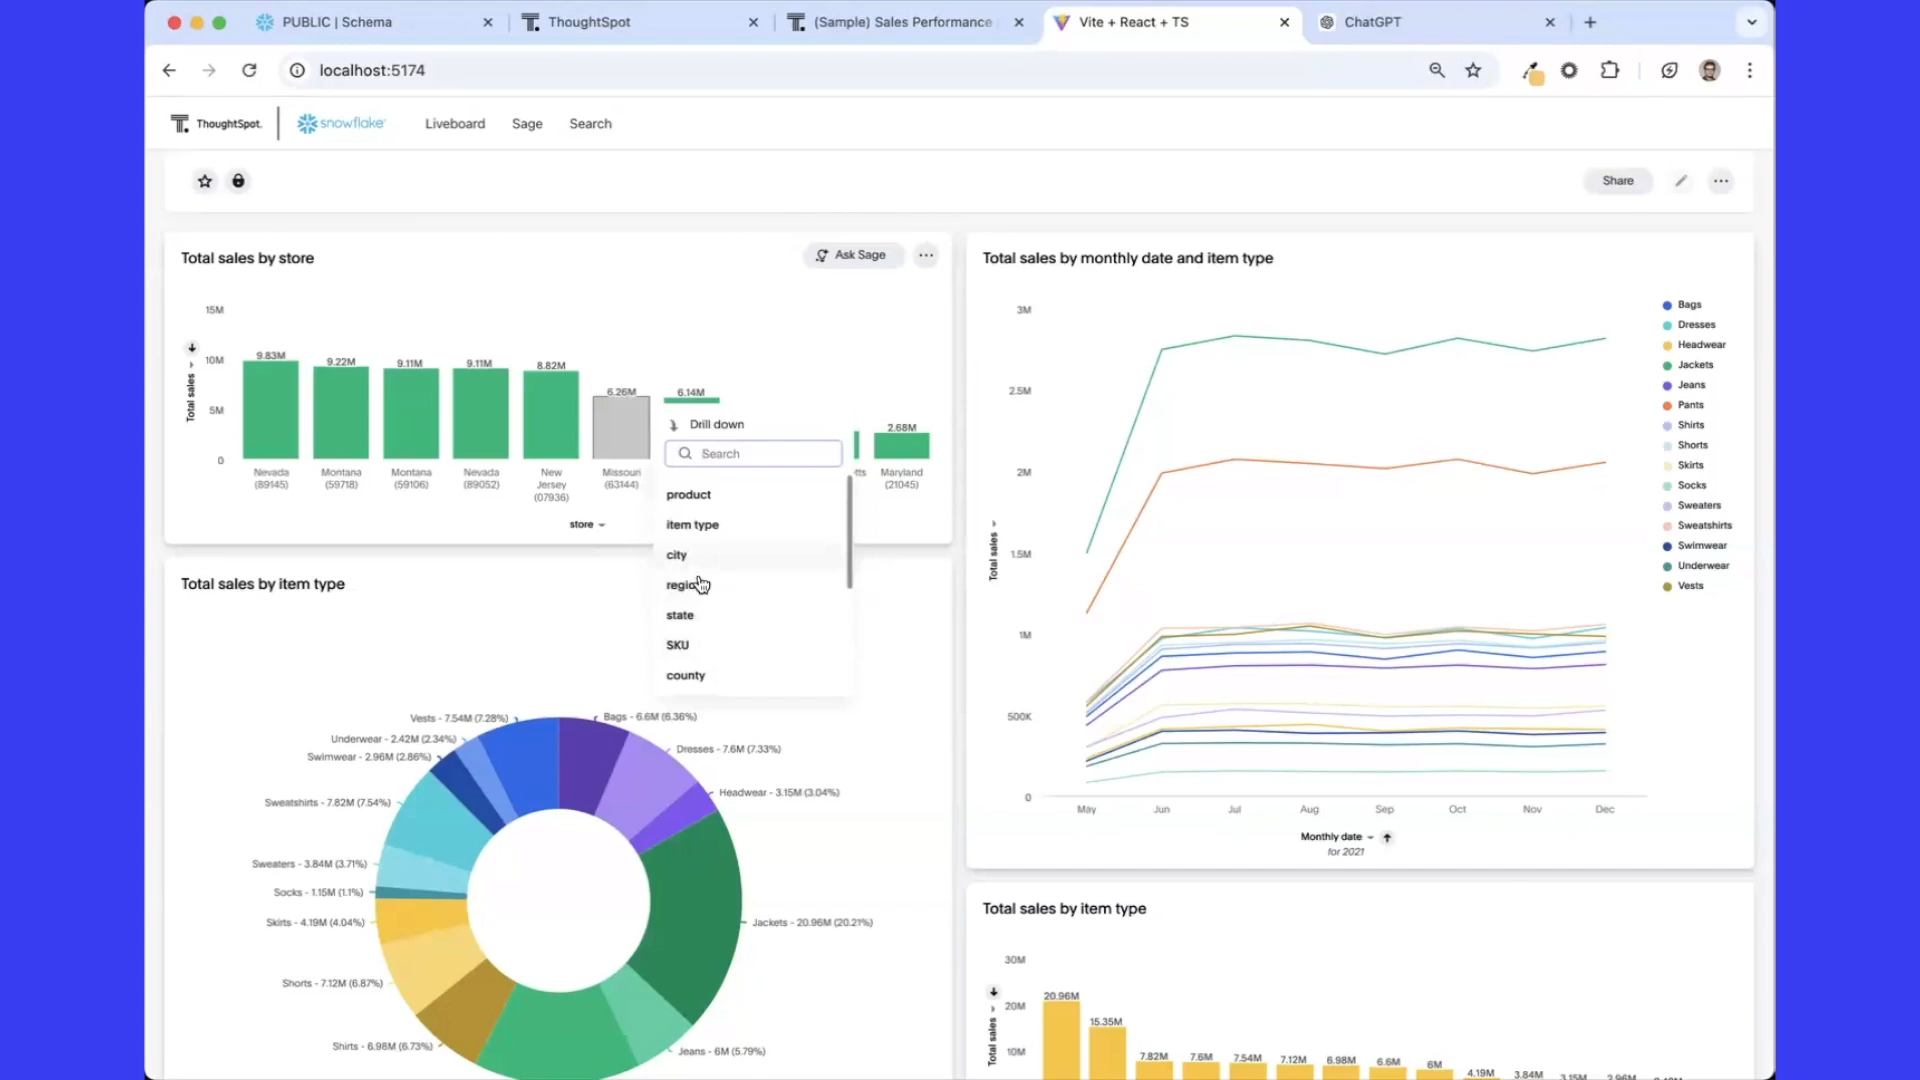 PUBLIC | Schema
ThoughtSpot
(Sample) Sales Performance
Vite + React + TS
ChatGPT
localhost:5174
ThoughtSpot.
snowflake
Liveboard
Sage
Search
Share
Total sales by store
Ask Sage
Total sales
15M
10M
5M
0
9.83M
9.22M
9.11M
9.11M
8.82M
6.26M
6.14M
2.68M
Nevada
(89145)
Montana
(59718)
Montana
(59106)
Nevada
(89052)
New
Jersey
(07936)
Missouri
(63144)
tts
Maryland
(21045)
store
Drill down
Search
product
item type
city
regio
state
SKU
county
Total sales by item type
Vests - 7.54M (7.28%)
Bags - 6.6M (6.36%)
Underwear - 2.42M (2.34%)
Dresses - 7.6M (7.33%)
Swimwear - 2.96M (2.86%)
Headwear - 3.15M (3.04%)
Sweatshirts - 7.82M (7.54%)
Sweaters - 3.84M (3.71%)
Socks - 1.15M (1.1%)
Skirts - 4.19M (4.04%)
Jackets - 20.96M (20.21%)
Shorts - 7.12M (6.87%)
Shirts - 6.98M (6.73%)
Jeans - 6M (5.79%)
Total sales by monthly date and item type
Total sales
3M
2.5M
2M
1.5M
1M
500K
0
May
Jun
Jul
Aug
Sep
Oct
Nov
Dec
Monthly date
for 2021
Bags
Dresses
Headwear
Jackets
Jeans
Pants
Shirts
Shorts
Skirts
Socks
Sweaters
Sweatshirts
Swimwear
Underwear
Vests
Total sales by item type
Total sales
30M
20M
10M
20.96M
15.35M
7.82M
7.6M
7.54M
7.12M
6.98M
6.6M
6M
4.19M
3.84M
3.15M
2.96M